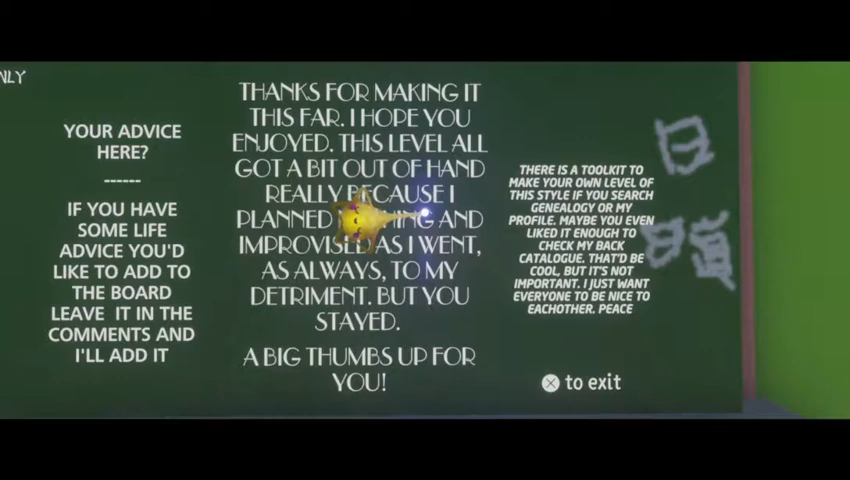 NLY
YOUR ADVICE
HERE?
------
IF YOU HAVE
SOME LIFE
ADVICE YOU'D
LIKE TO ADD TO
THE BOARD
LEAVE IT IN THE
COMMENTS AND
I'LL ADD IT
THANKS FOR MAKING IT
THIS FAR. I HOPE YOU
ENJOYED. THIS LEVEL ALL
GOT A BIT OUT OF HAND
REALLY BECAUSE I
PLANNED AND
IMPROVISED AS I WENT,
AS ALWAYS, TO MY
DETRIMENT. BUT YOU
STAYED.
A BIG THUMBS UP FOR
YOU!
THERE IS A TOOLKIT TO
MAKE YOUR OWN LEVEL OF
THIS STYLE IF YOU SEARCH
GENEALOGY OR MY
PROFILE. MAYBE YOU EVEN
LIKED IT ENOUGH TO
CHECK MY BACK
CATALOGUE. THAT'D BE
COOL, BUT IT'S NOT
IMPORTANT. I JUST WANT
EVERYONE TO BE NICE TO
EACHOTHER. PEACE
to exit